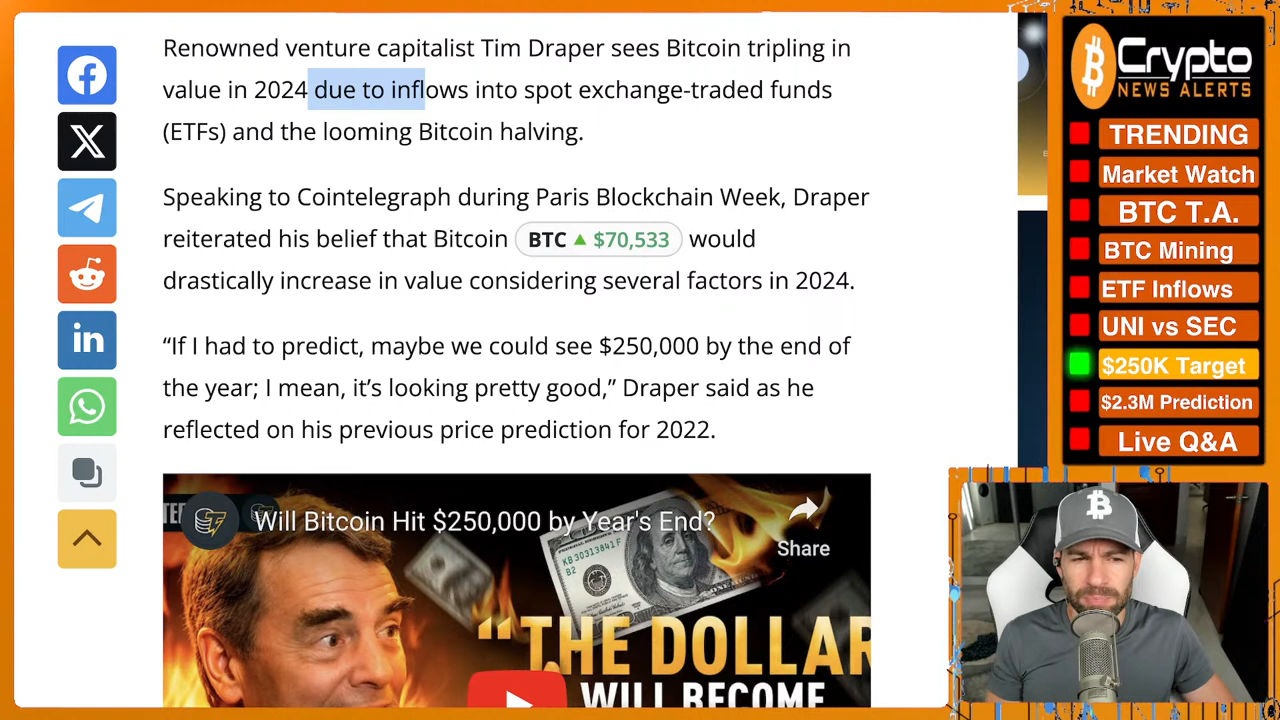 Renowned venture capitalist Tim Draper sees Bitcoin tripling in
value in 2024 due to inflows into spot exchange-traded funds
(ETFs) and the looming Bitcoin halving.
Speaking to Cointelegraph during Paris Blockchain Week, Draper
reiterated his belief that Bitcoin BTC ▲ $70,533 would
drastically increase in value considering several factors in 2024.
“If I had to predict, maybe we could see $250,000 by the end of
the year; I mean, it’s looking pretty good,” Draper said as he
reflected on his previous price prediction for 2022.
Will Bitcoin Hit $250,000 by Year's End?
Share
KB30313841F
B2
“THE DOLLAR
WILL BECOME
Crypto
NEWS ALERTS
TRENDING
Market Watch
BTC T.A.
BTC Mining
ETF Inflows
UNI vs SEC
$250K Target
$2.3M Prediction
Live Q&A